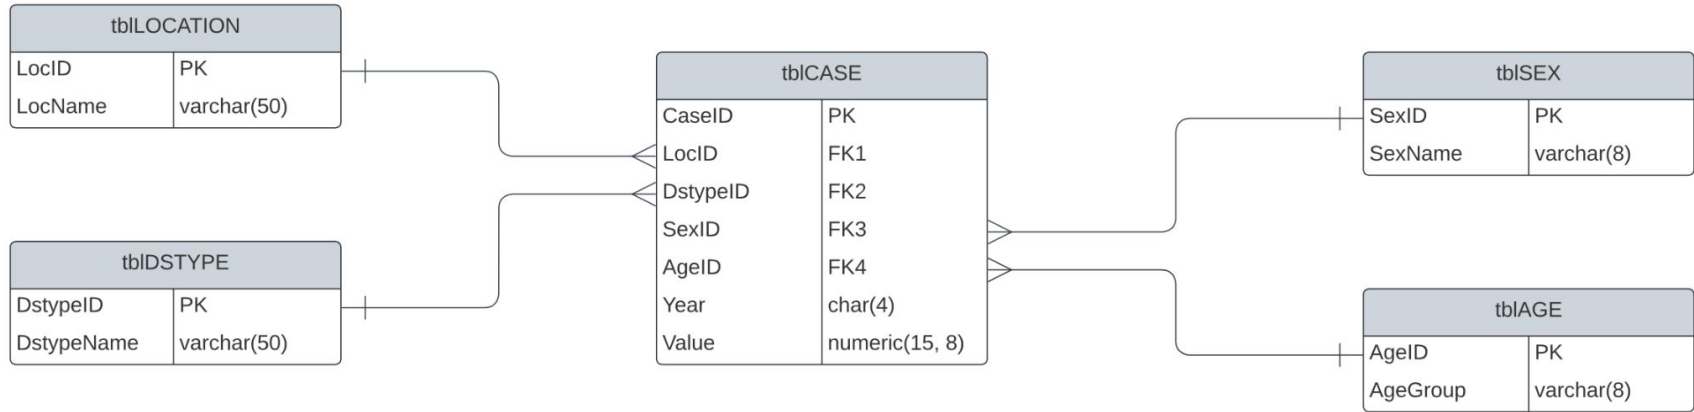 tblLOCATION
LocID PK
LocName varchar(50)
tblDSTYPE
DstypeID PK
DstypeName varchar(50)
tblCASE
CaseID PK
LocID FK1
DstypeID FK2
SexID FK3
AgeID FK4
Year char(4)
Value numeric(15, 8)
tblSEX
SexID PK
SexName varchar(8)
tblAGE
AgeID PK
AgeGroup varchar(8)